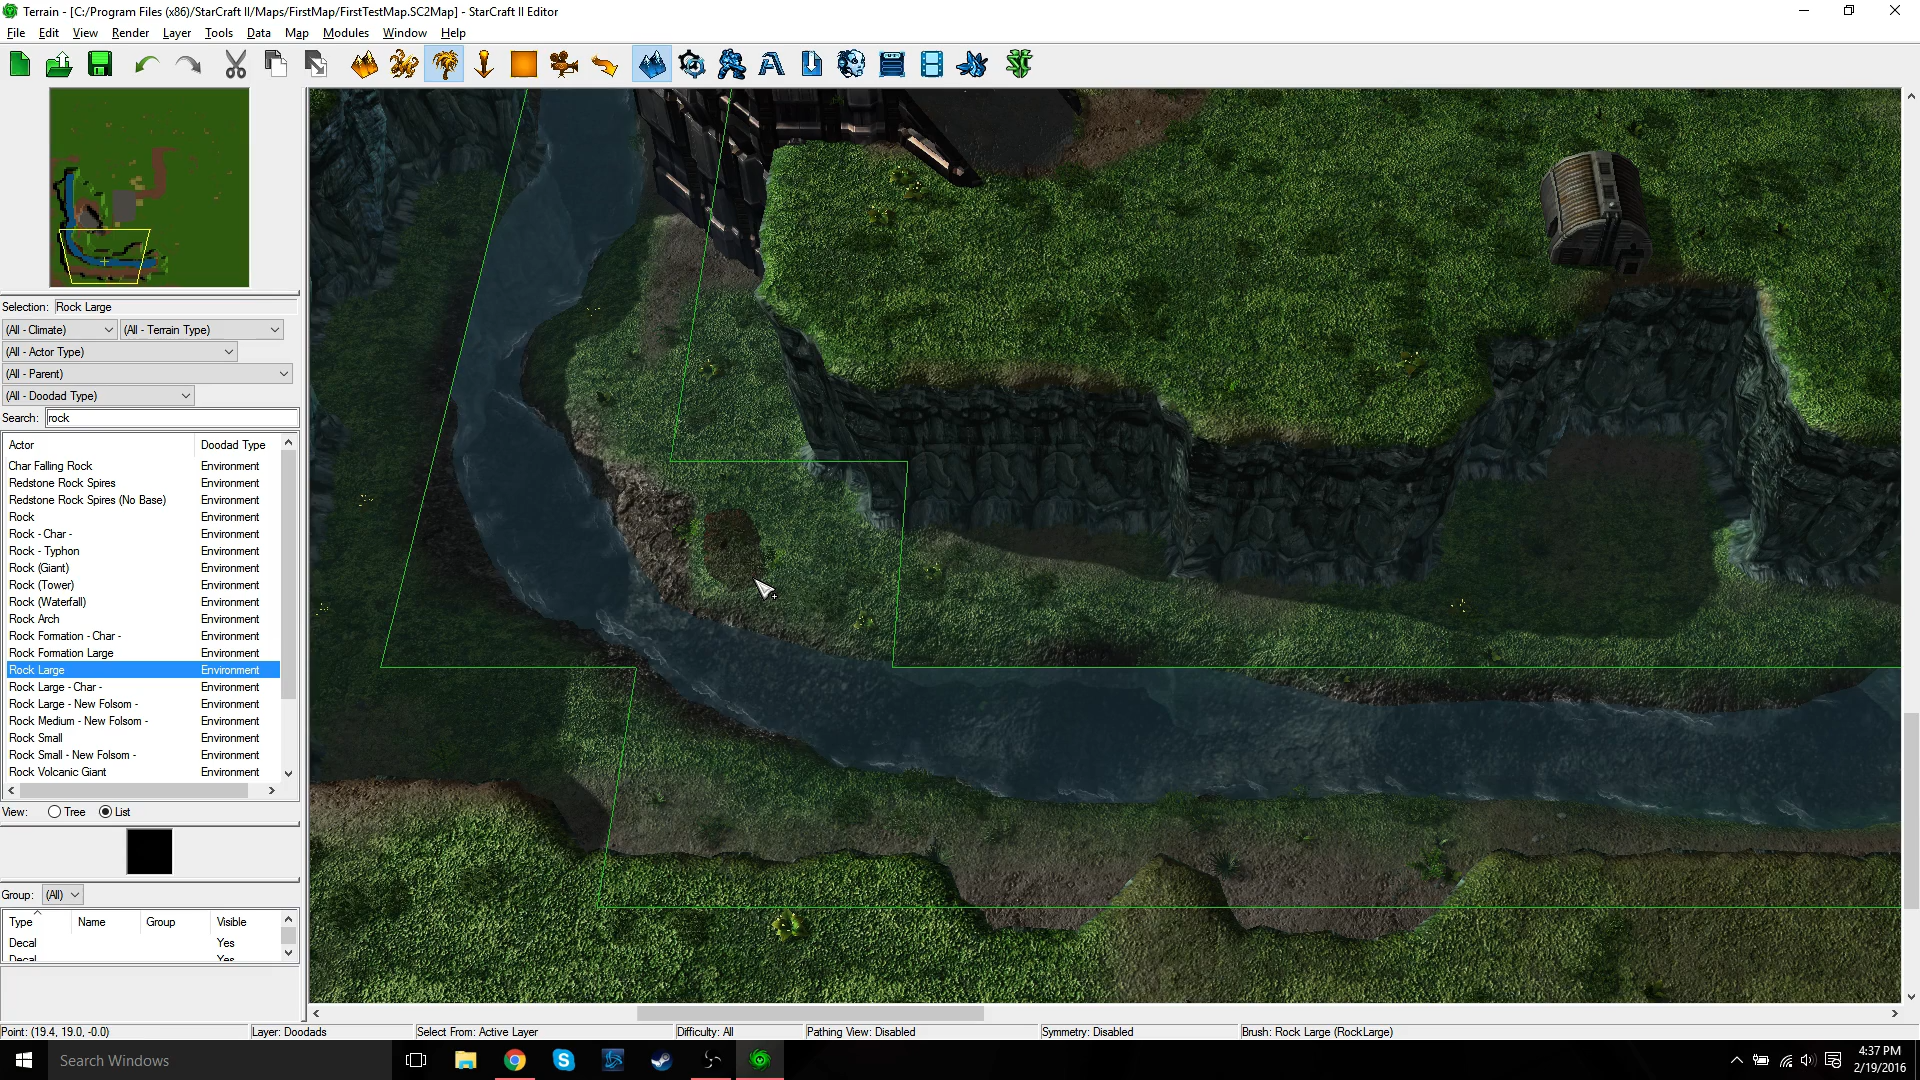 Terrain - [C:/Program Files (x86)/StarCraft II/Maps/FirstMap/FirstTestMap.SC2Map] - StarCraft II Editor
File Edit View Render Layer Tools Data Map Modules Window Help
Selection: Rock Large
(All - Climate) (All - Terrain Type)
(All - Actor Type)
(All - Parent)
(All - Doodad Type)
Search: rock
Actor Doodad Type
Char Falling Rock Environment
Redstone Rock Spires Environment
Redstone Rock Spires (No Base) Environment
Rock Environment
Rock - Char - Environment
Rock - Typhon Environment
Rock (Giant) Environment
Rock (Tower) Environment
Rock (Waterfall) Environment
Rock Arch Environment
Rock Formation - Char - Environment
Rock Formation Large Environment
Rock Large Environment
Rock Large - Char - Environment
Rock Large - New Folsom - Environment
Rock Medium - New Folsom - Environment
Rock Small Environment
Rock Small - New Folsom - Environment
Rock Volcanic Giant Environment
View: Tree List
Group: (All)
Type Name Group Visible
Decal Yes
Decal Yes
Point: (19.4, 19.0, -0.0) Layer: Doodads Select From: Active Layer Difficulty: All Pathing View: Disabled Symmetry: Disabled Brush: Rock Large (RockLarge)
Search Windows
4:37 PM
2/19/2016